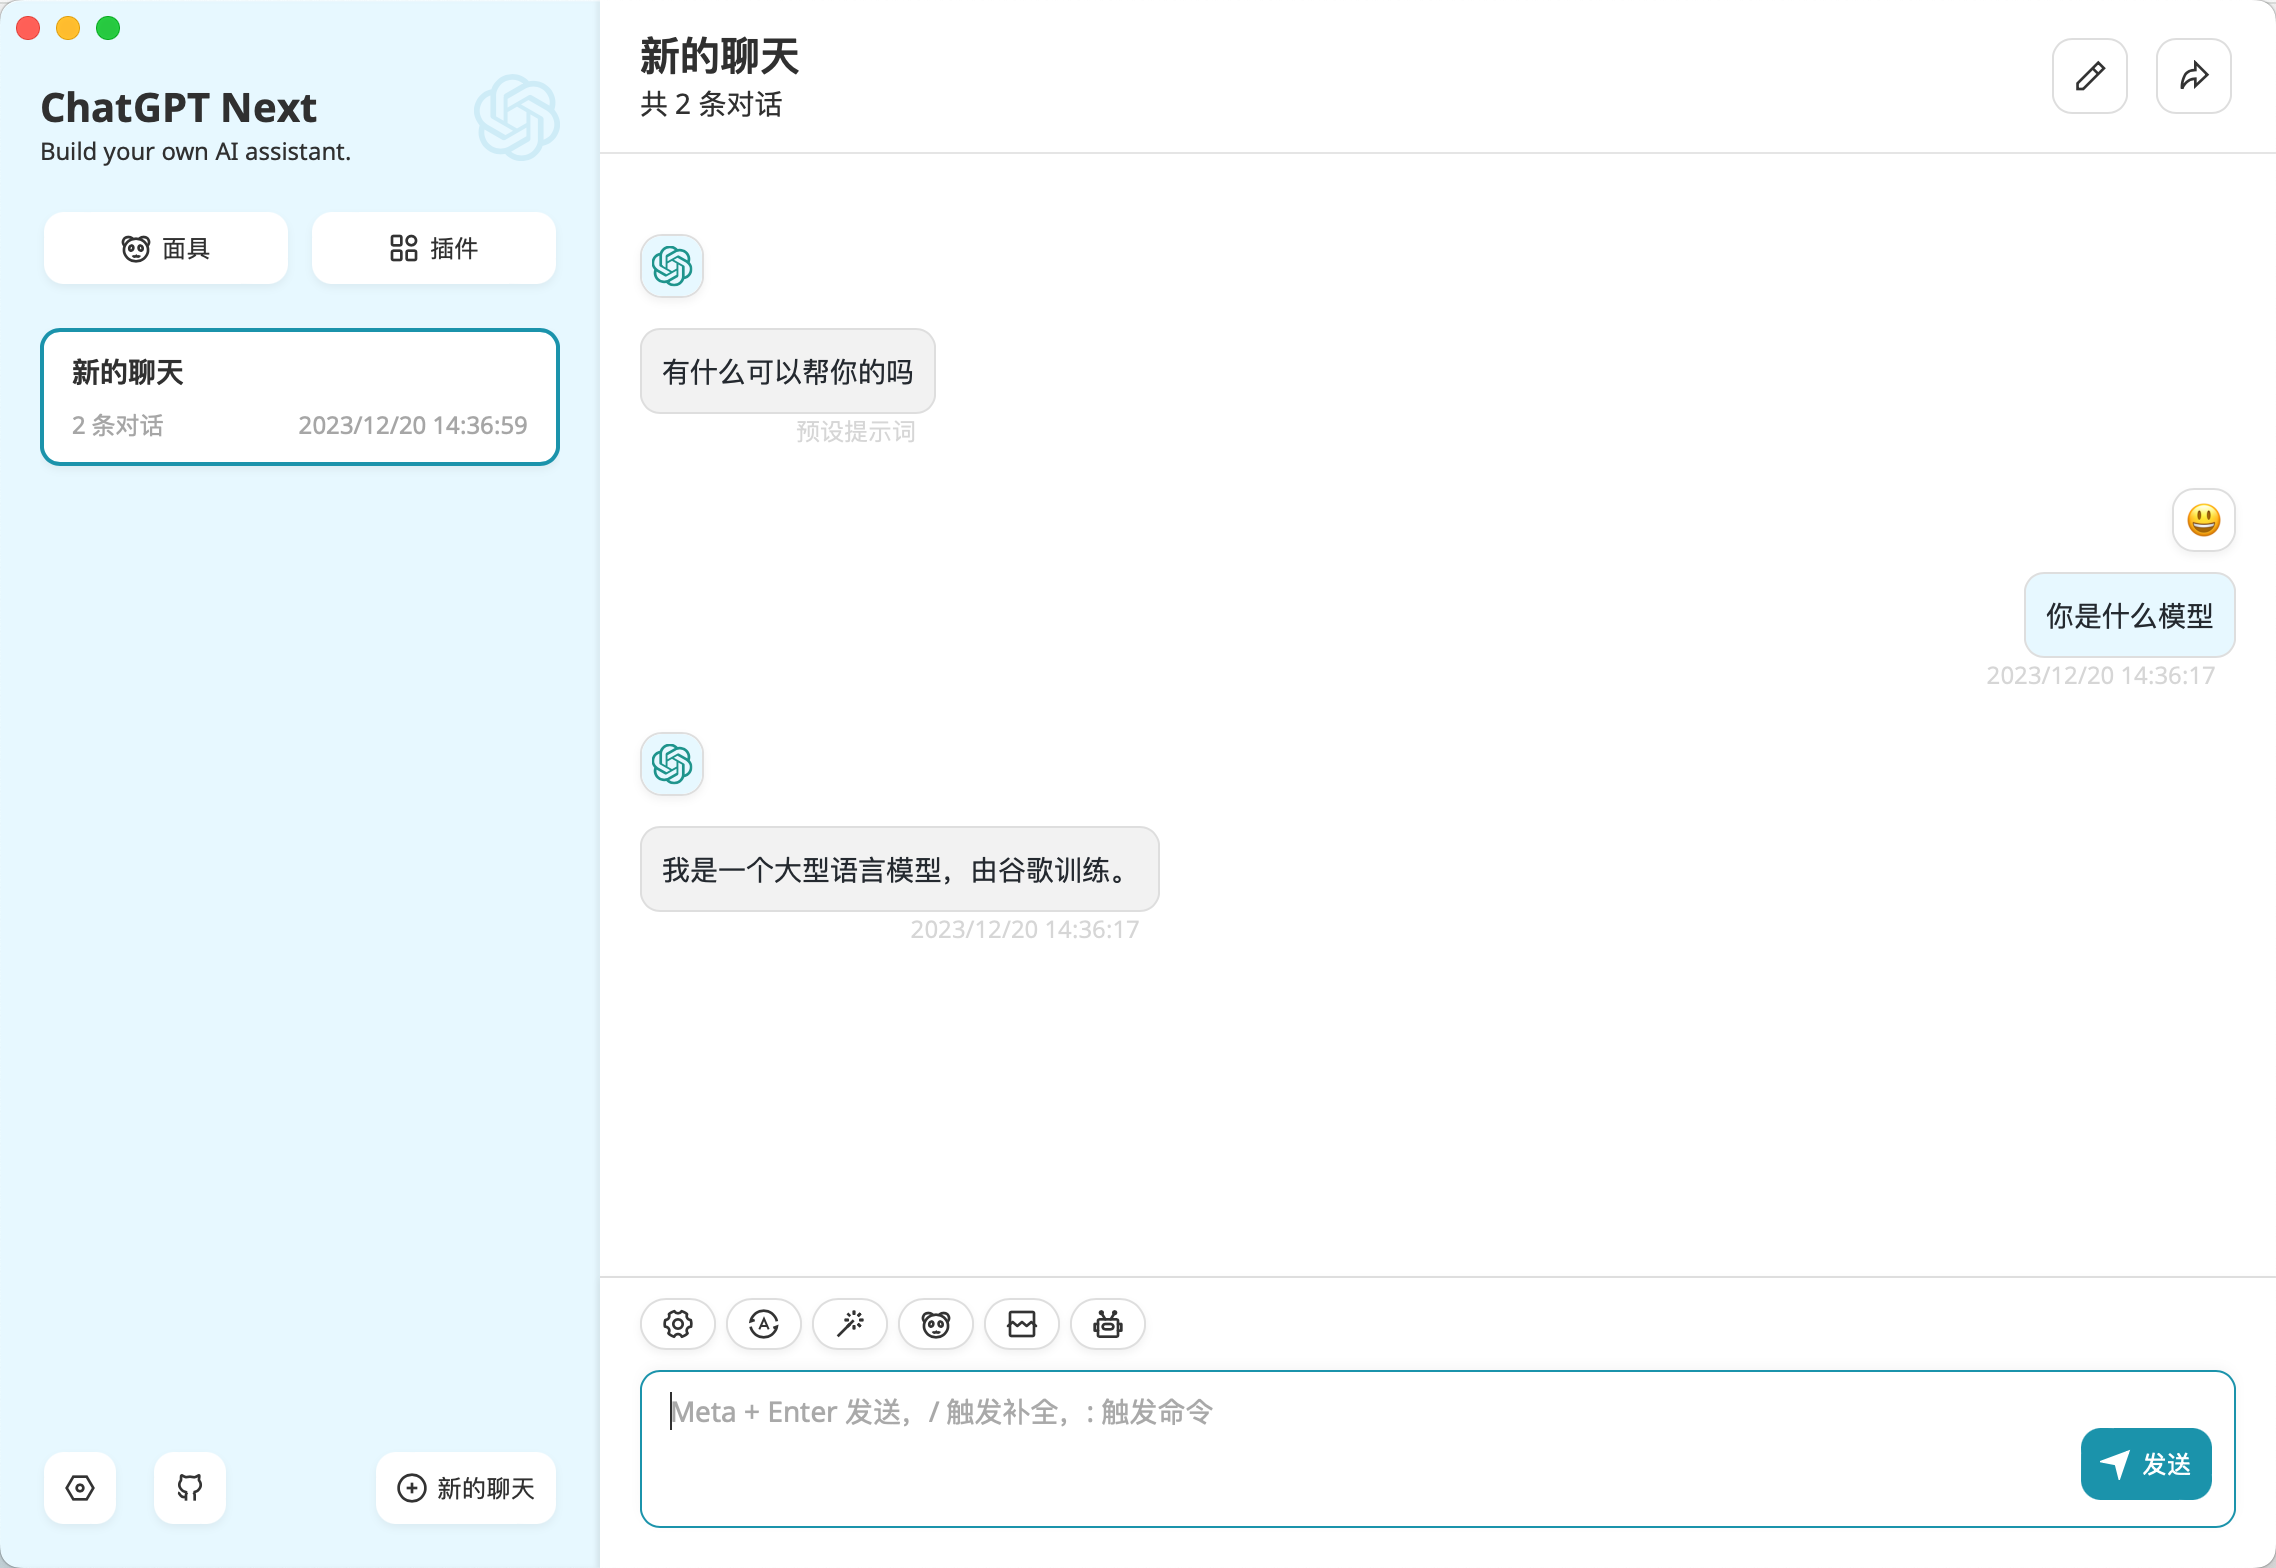 ChatGPT Next
Build your own AI assistant.
面具
插件
新的聊天
2 条对话
2023/12/20 14:36:59
新的聊天
新的聊天
共 2 条对话
有什么可以帮你的吗
预设提示词
你是什么模型
2023/12/20 14:36:17
我是一个大型语言模型，由谷歌训练。
2023/12/20 14:36:17
Meta + Enter 发送，/ 触发补全，: 触发命令
发送